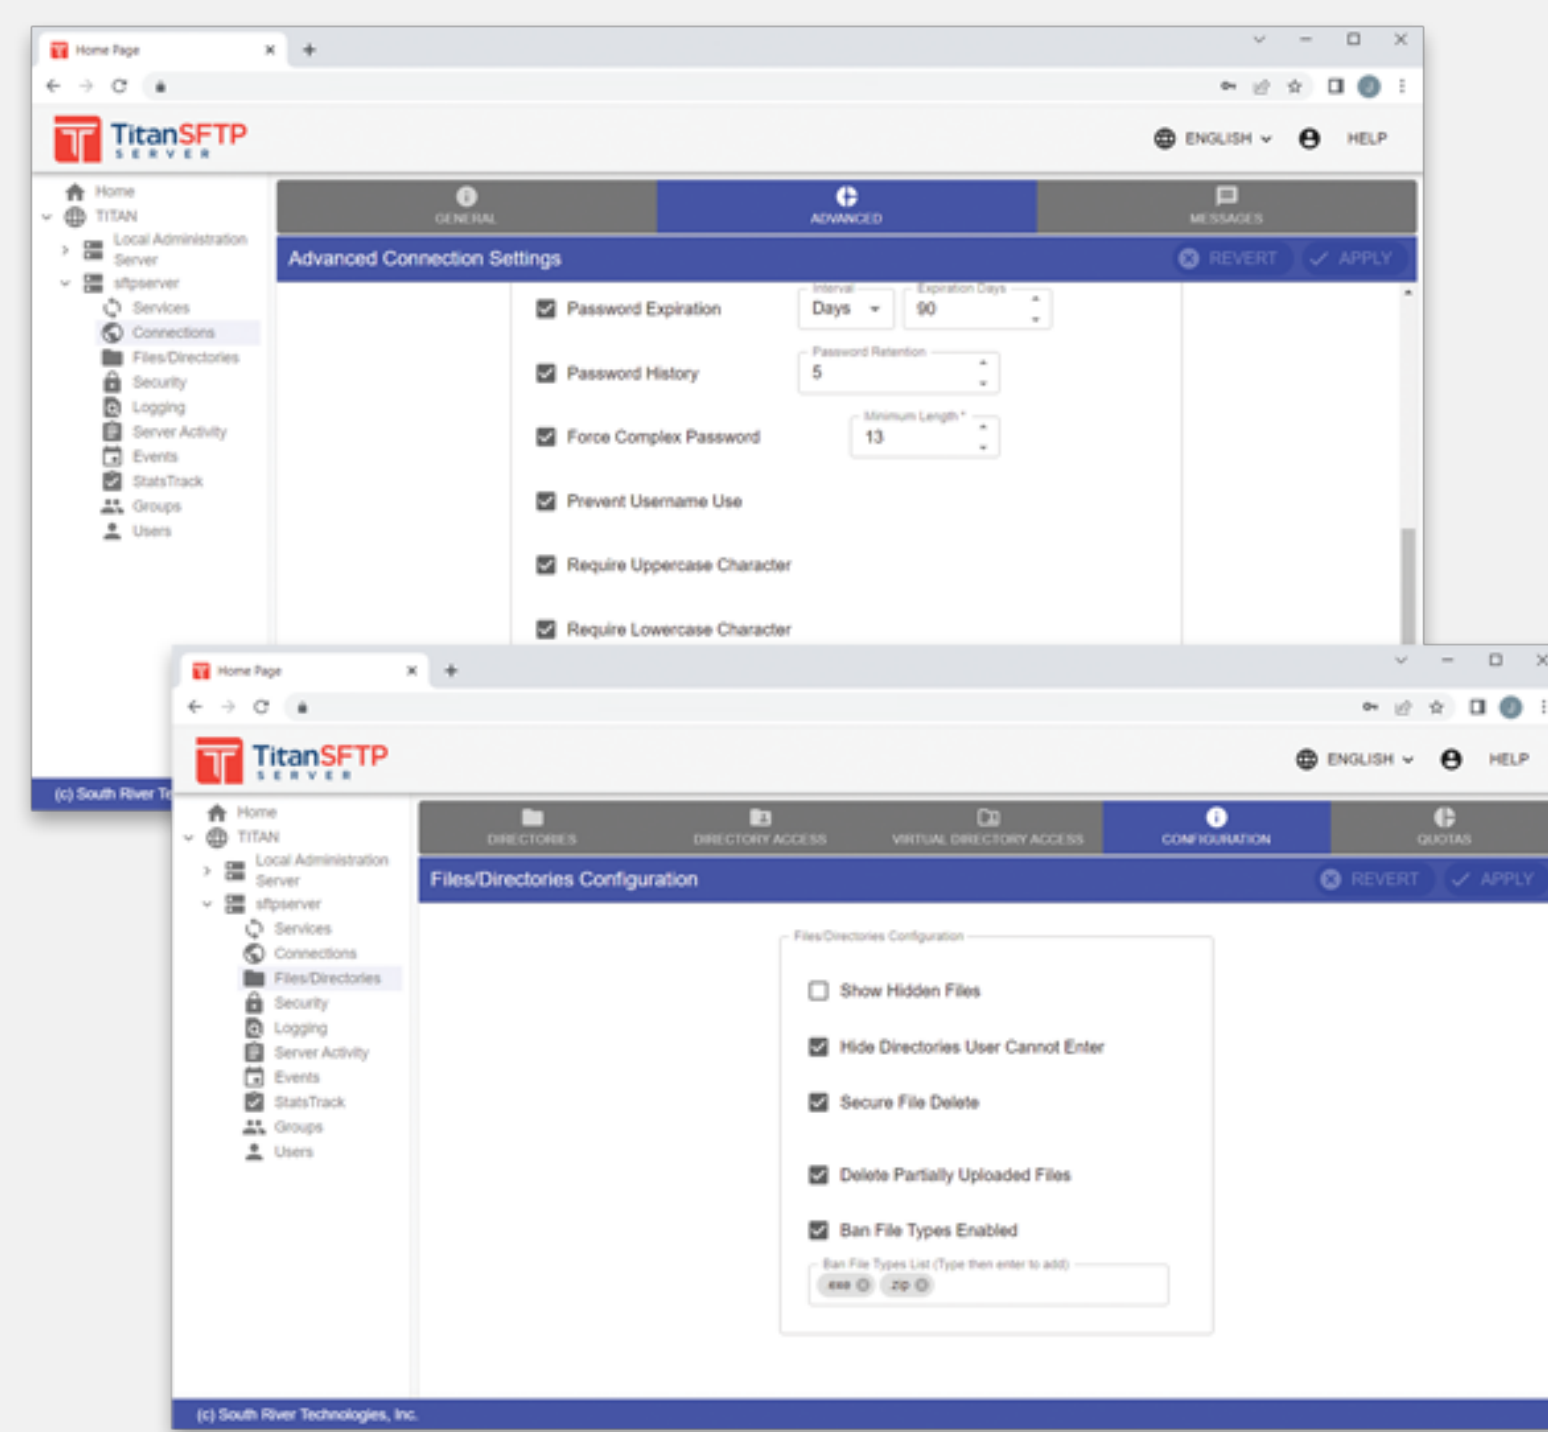 Home Page
TitanSFTP
SERVER
ENGLISH
HELP
Home
TITAN
Local Administration
Server
sftpserver
Services
Connections
Files/Directories
Security
Logging
Server Activity
Events
StatsTrack
Groups
Users
GENERAL
ADVANCED
MESSAGES
Advanced Connection Settings
REVERT
APPLY
Interval
Expiration Days
Password Expiration
Days
90
Password Retention
Password History
5
Minimum Length *
Force Complex Password
13
Prevent Username Use
Require Uppercase Character
Require Lowercase Character
(c) South River Te
Home Page
J
TitanSFTP
SERVER
ENGLISH
HELP
Home
TITAN
Local Administration
Server
sftpserver
Services
Connections
Files/Directories
Security
Logging
Server Activity
Events
StatsTrack
Groups
Users
DIRECTORIES
DIRECTORY ACCESS
VIRTUAL DIRECTORY ACCESS
CONFIGURATION
QUOTAS
Files/Directories Configuration
REVERT
APPLY
Files/Directories Configuration
Show Hidden Files
Hide Directories User Cannot Enter
Secure File Delete
Delete Partially Uploaded Files
Ban File Types Enabled
Ban File Types List (Type then enter to add)
exe
zip
(c) South River Technologies, Inc.